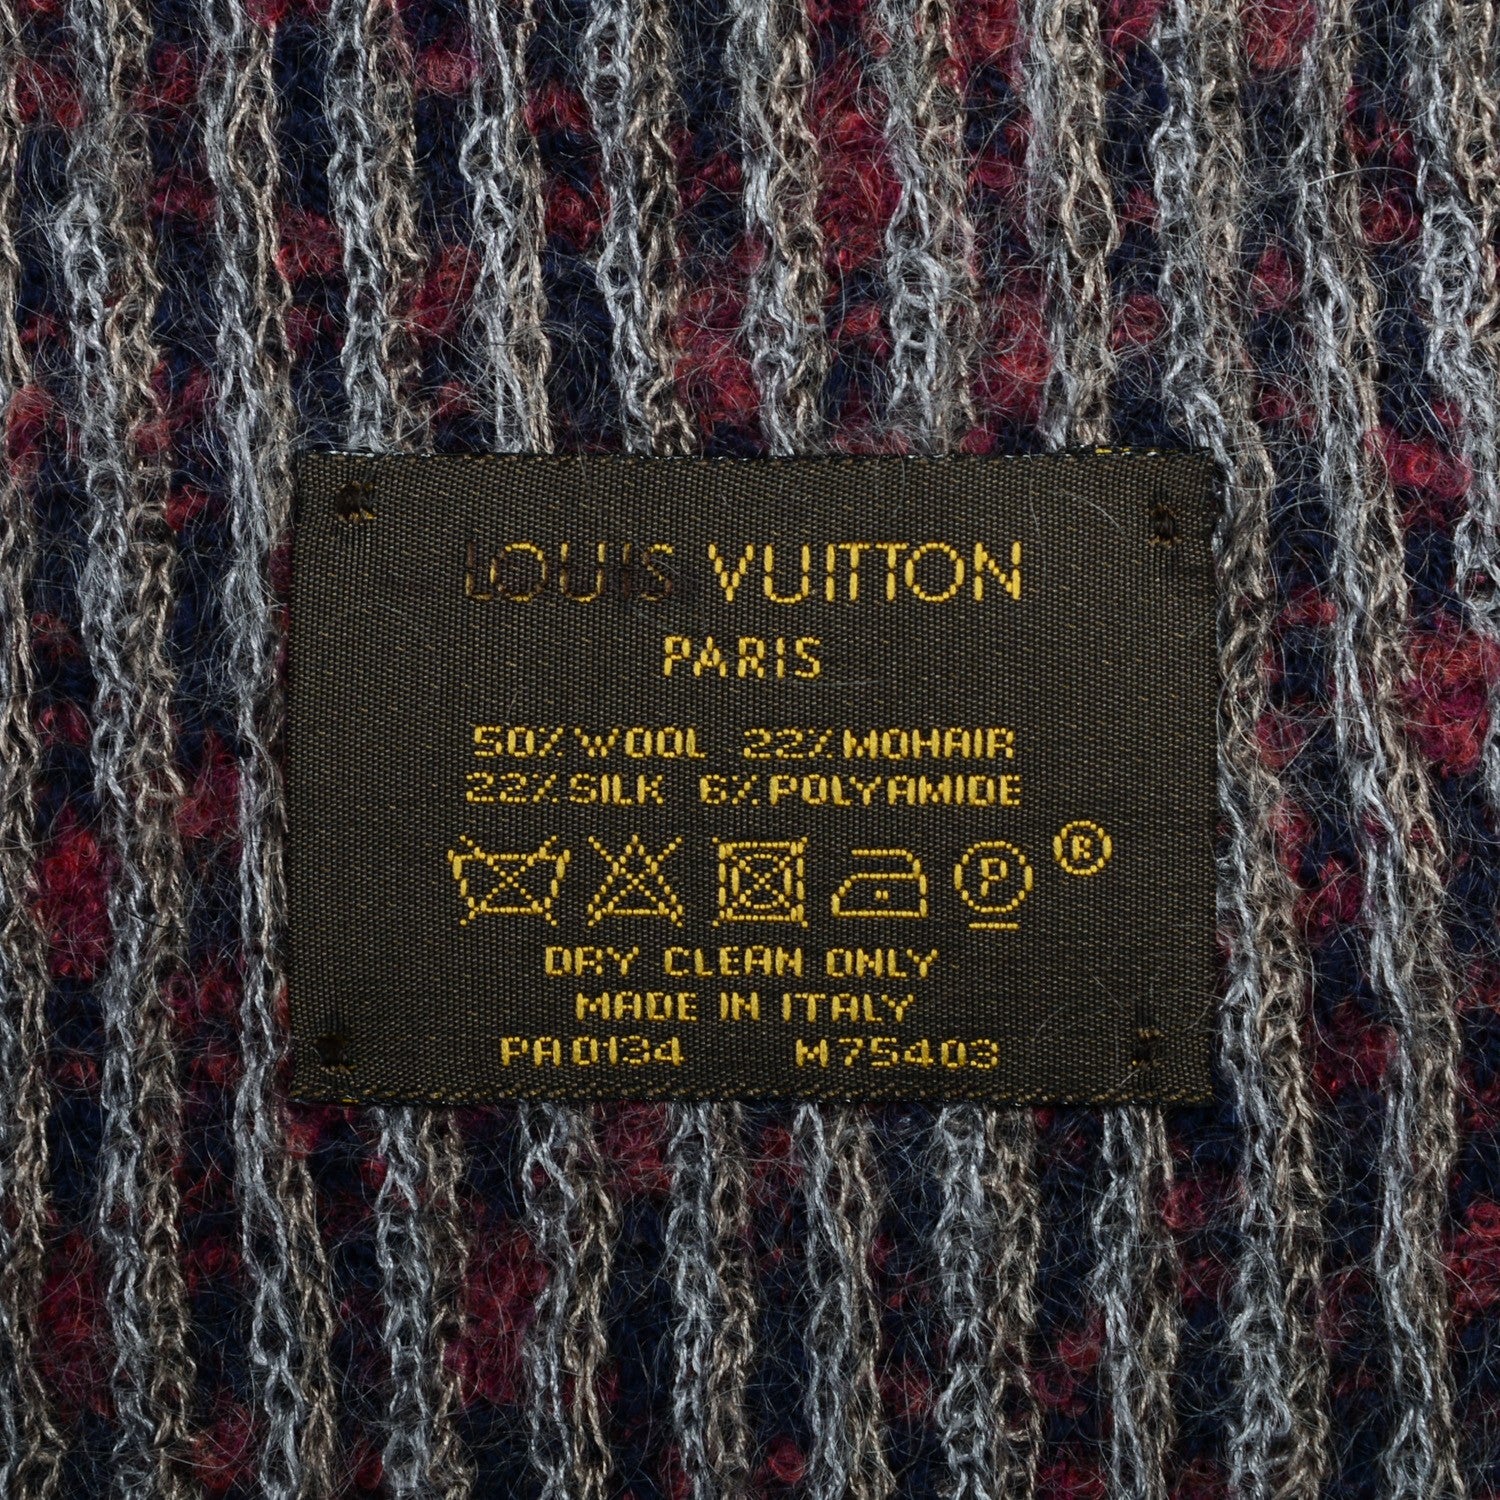 LOUIS VUITTON
PARIS
50% WOOL 22% MOHAIR
22% SILK 6% POLYAMIDE
P ®
DRY CLEAN ONLY
MADE IN ITALY
PA0134 M75403